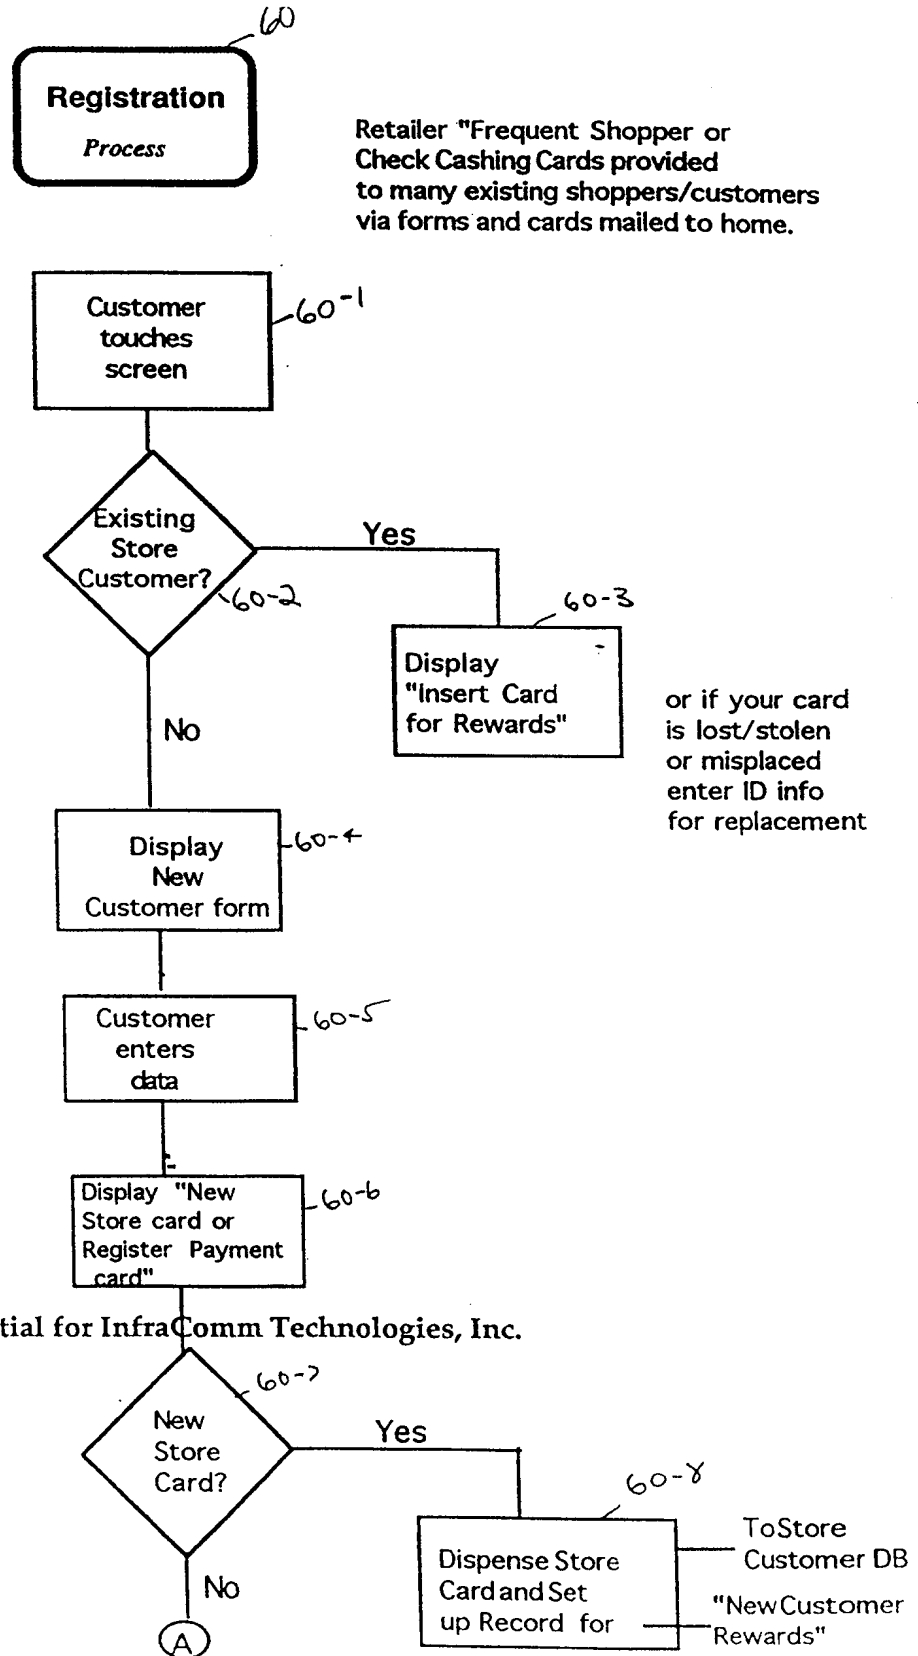 60
Registration
Process
Retailer "Frequent Shopper or
Check Cashing Cards provided
to many existing shoppers/customers
via forms and cards mailed to home.
Customer
touches
screen
60-1
Existing
Store
Customer?
60-2
Yes
60-3
Display
"Insert Card
for Rewards"
or if your card
is lost/stolen
or misplaced
enter ID info
for replacement
No
Display
New
Customer form
60-4
Customer
enters
data
60-5
Display "New
Store card or
Register Payment
card"
60-6
tial for InfraComm Technologies, Inc.
60-7
New
Store
Card?
Yes
60-8
Dispense Store
Card and Set
up Record for
To Store
Customer DB
"New Customer
Rewards"
No
A